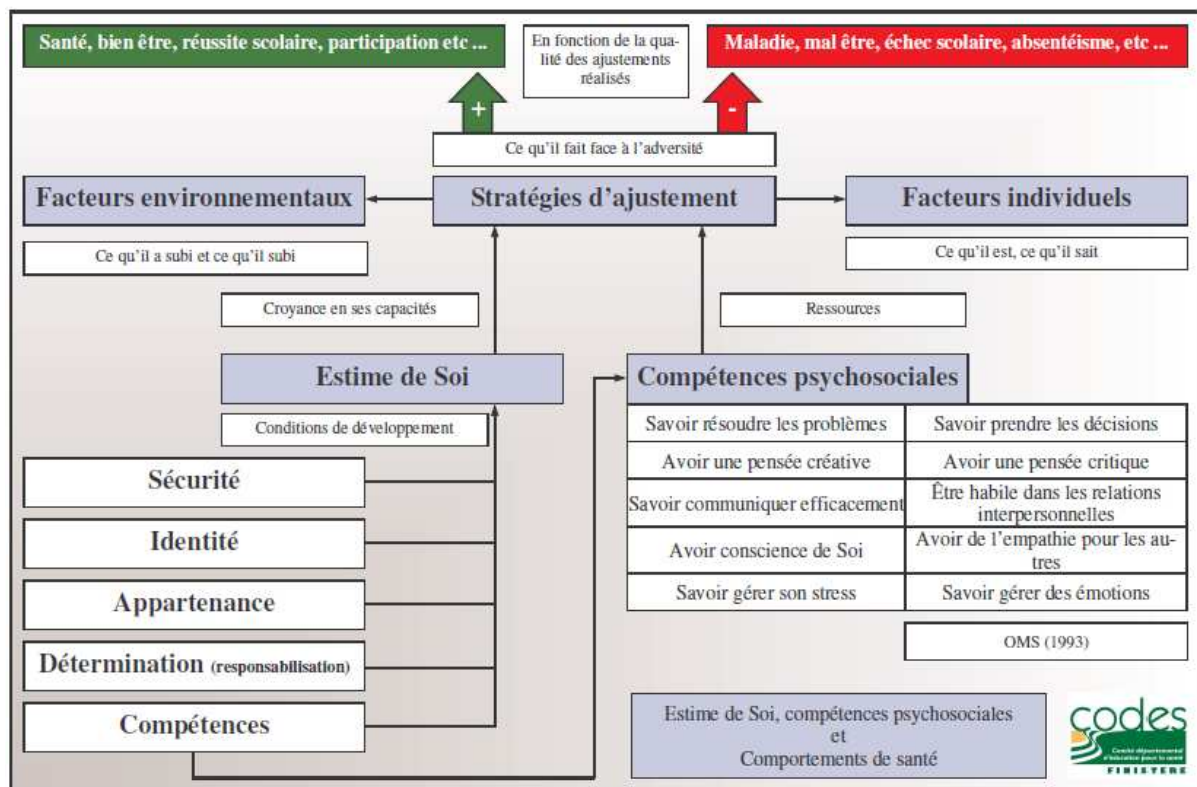 Santé, bien être, réussite scolaire, participation etc ...
En fonction de la qua-
lité des ajustements
réalisés
Maladie, mal être, échec scolaire, absentéisme, etc ...
+
-
Ce qu'il fait face à l'adversité
Facteurs environnementaux
Stratégies d'ajustement
Facteurs individuels
Ce qu'il a subi et ce qu'il subi
Ce qu'il est, ce qu'il sait
Croyance en ses capacités
Ressources
Estime de Soi
Compétences psychosociales
Conditions de développement
Savoir résoudre les problèmes
Savoir prendre les décisions
Avoir une pensée créative
Avoir une pensée critique
Savoir communiquer efficacement
Être habile dans les relations
interpersonnelles
Avoir conscience de Soi
Avoir de l'empathie pour les au-
tres
Savoir gérer son stress
Savoir gérer des émotions
OMS (1993)
Sécurité
Identité
Appartenance
Détermination (responsabilisation)
Compétences
Estime de Soi, compétences psychosociales
et
Comportements de santé
codes
Comité départemental
d'éducation pour la santé
FINISTERE